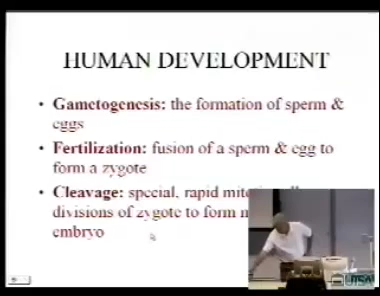 HUMAN DEVELOPMENT
• Gametogenesis: the formation of sperm &
eggs
• Fertilization: fusion of a sperm & egg to
form a zygote
• Cleavage: special, rapid
divisions of zygote to form
embryo
UTSA